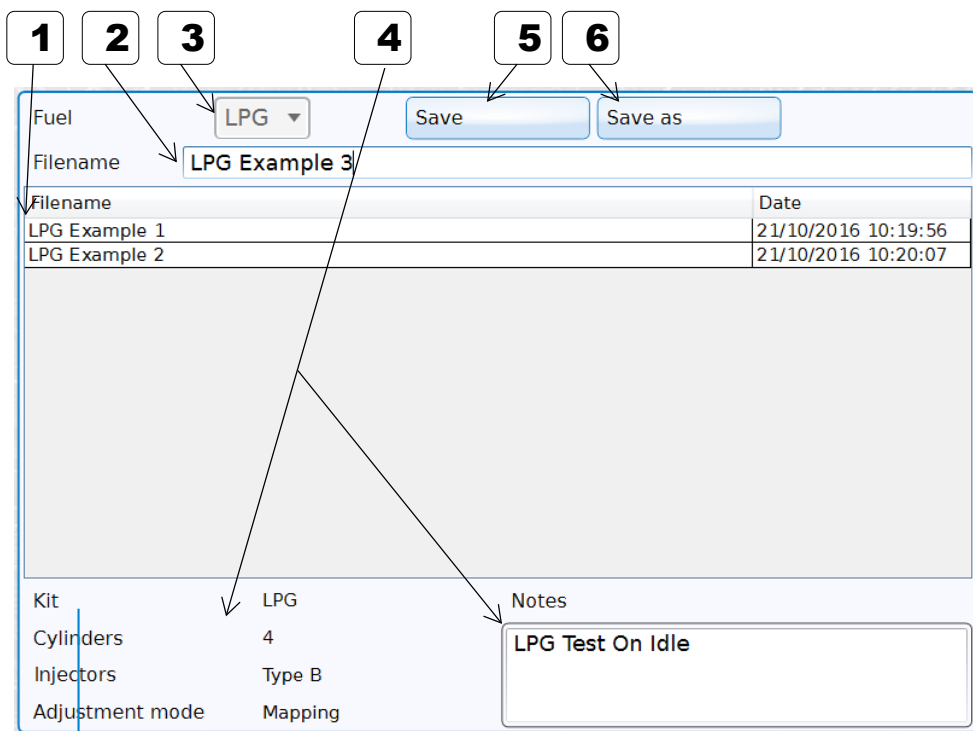 1 2 3 4 5 6
Fuel LPG Save Save as
Filename LPG Example 3
Filename Date
LPG Example 1 21/10/2016 10:19:56
LPG Example 2 21/10/2016 10:20:07
Kit LPG Notes
Cylinders 4 LPG Test On Idle
Injectors Type B
Adjustment mode Mapping